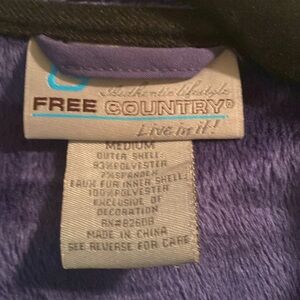 Authentic lifestyle
FREE COUNTRY®
Live in it!
MEDIUM
OUTER SHELL:
93%POLYESTER
7%SPANDEX
FAUX FUR INNER SHELL:
100%POLYESTER
EXCLUSIVE OF
DECORATION
MADE IN CHINA
SEE REVERSE FOR CARE